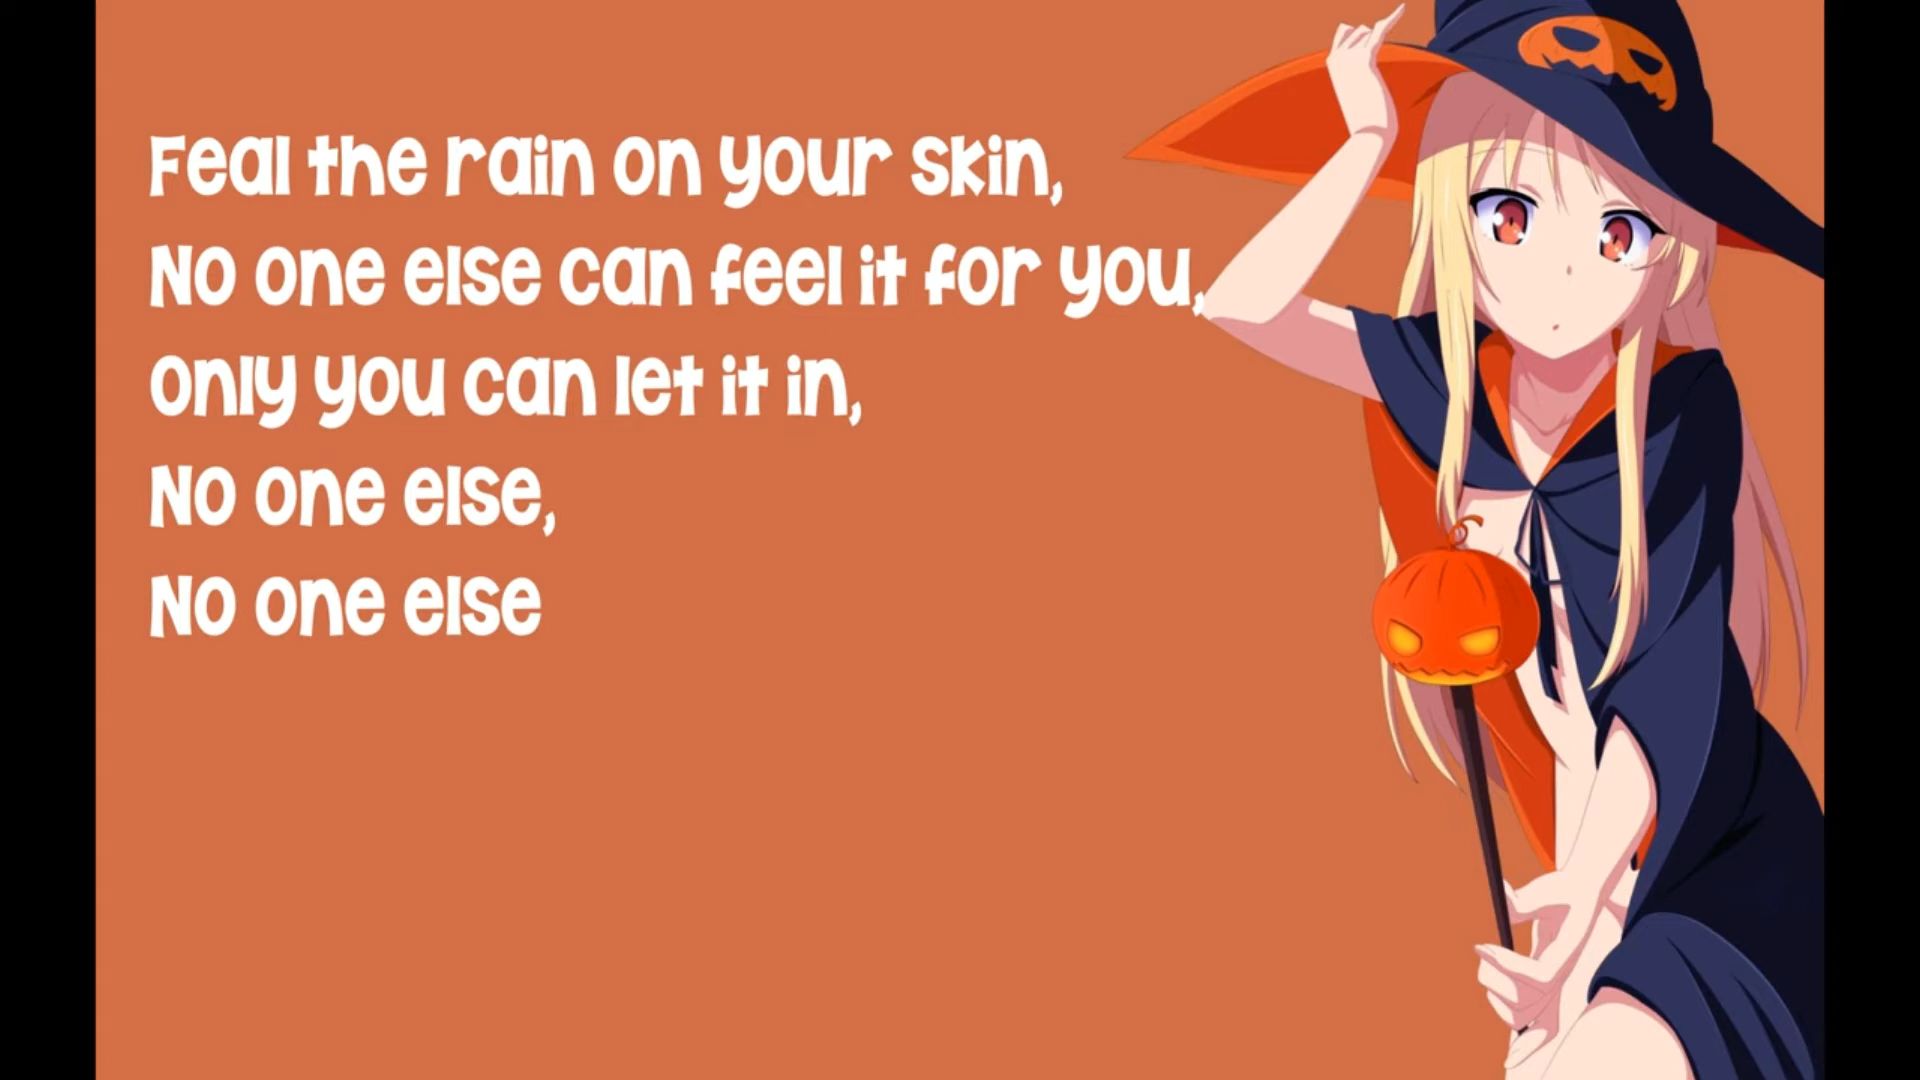 Feal the rain on your skin,
No one else can feel it for you,
only you can let it in,
No one else,
No one else